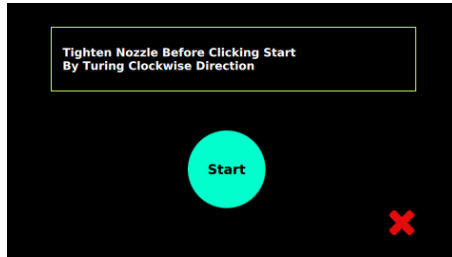 Tighten Nozzle Before Clicking Start
By Turing Clockwise Direction
Start